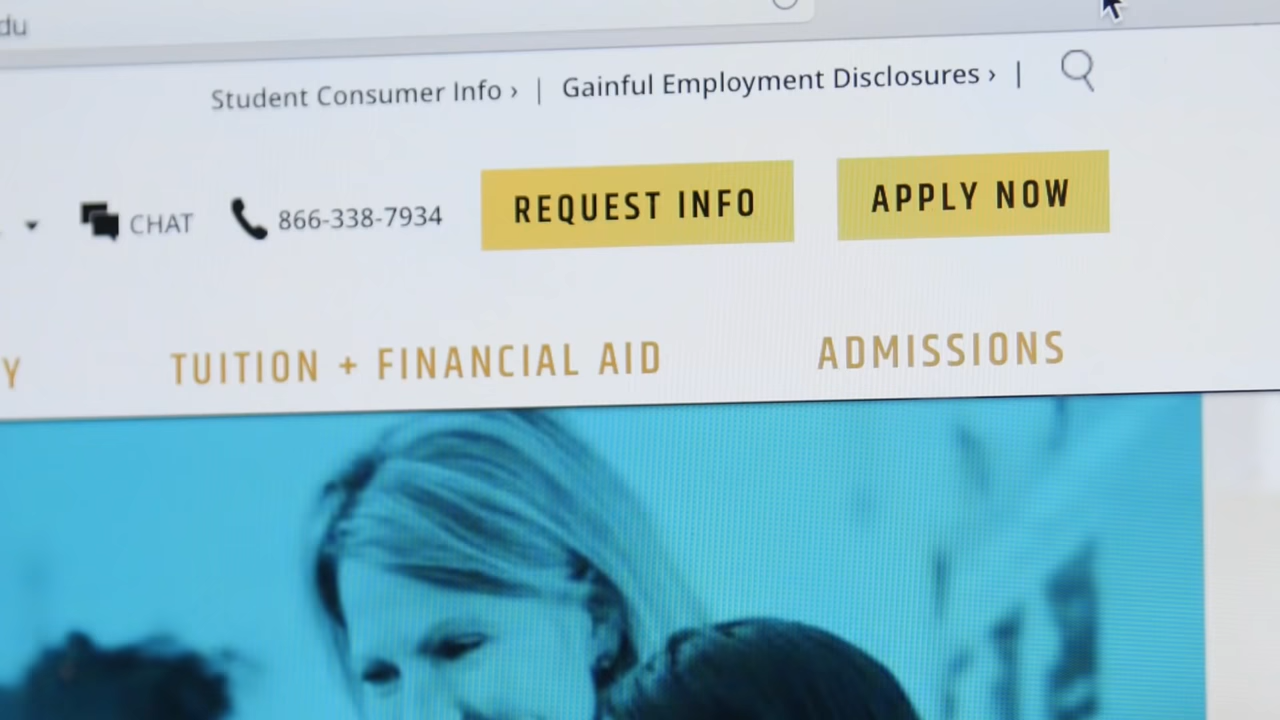 du
Student Consumer Info › | Gainful Employment Disclosures › |
CHAT 866-338-7934 REQUEST INFO APPLY NOW
Y TUITION + FINANCIAL AID ADMISSIONS